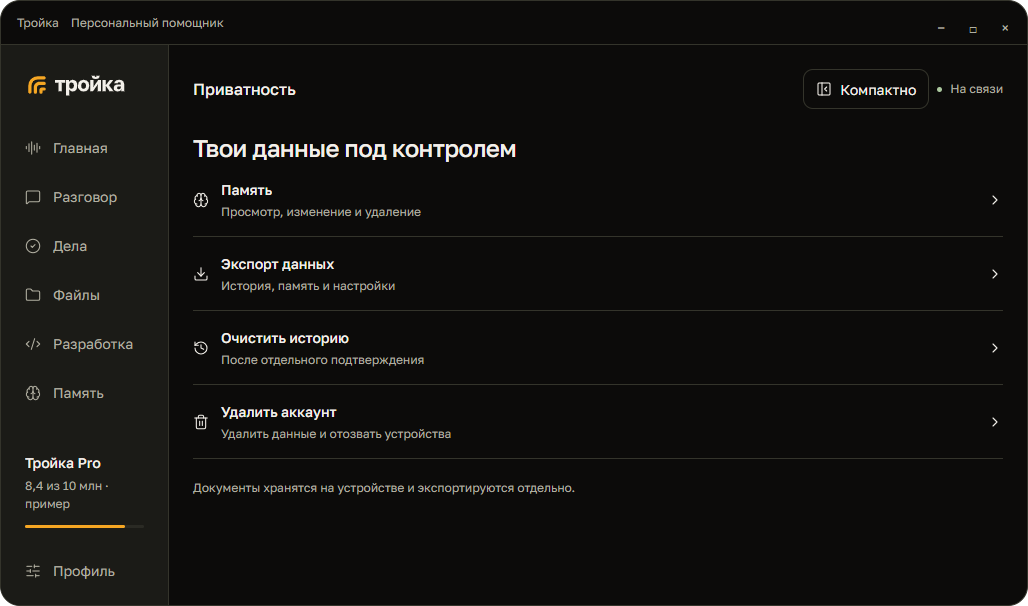 Тройка Персональный помощник
тройка
Главная
Разговор
Дела
Файлы
Разработка
Память
Тройка Pro
8,4 из 10 млн ·
пример
Профиль
Приватность
Компактно
На связи
Твои данные под контролем
Память
Просмотр, изменение и удаление
Экспорт данных
История, память и настройки
Очистить историю
После отдельного подтверждения
Удалить аккаунт
Удалить данные и отозвать устройства
Документы хранятся на устройстве и экспортируются отдельно.